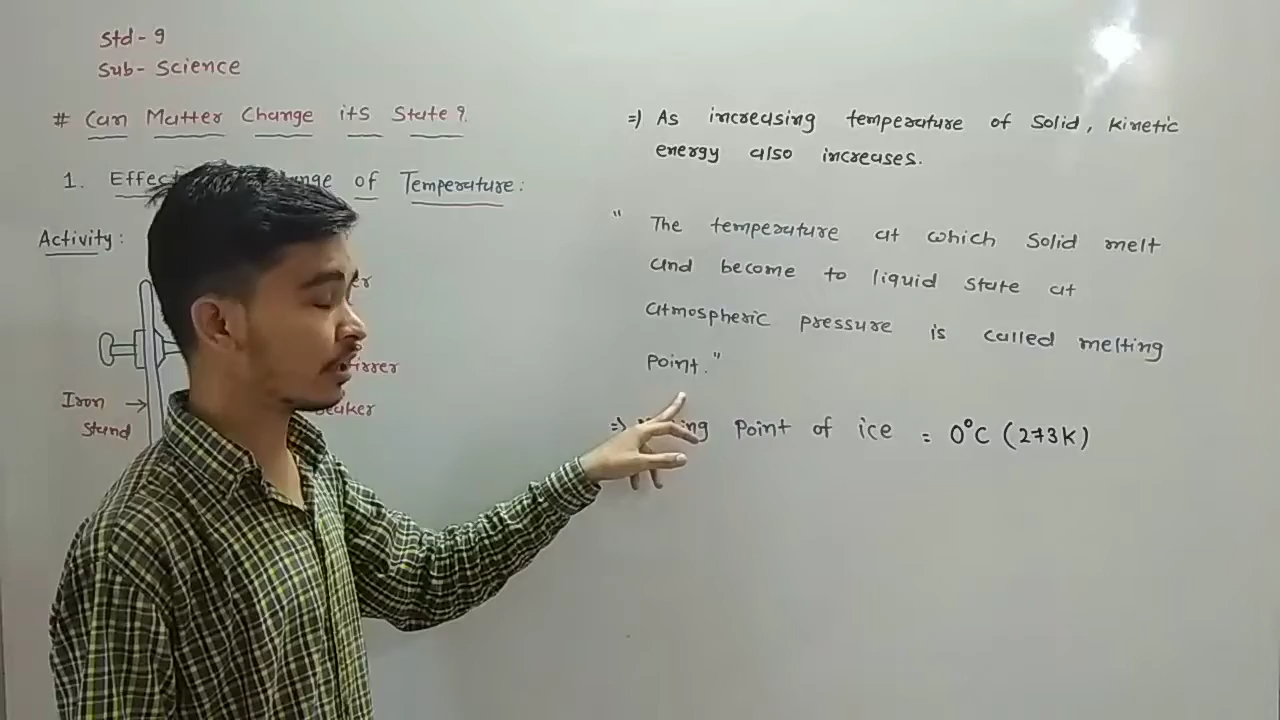 Std - 9
Sub - Science
# Can Matter Change its State ?
1. Effect of Temperature :
Activity :
Iron
Stand
=) As increasing temperature of Solid, kinetic
energy also increases.
" The temperature at which Solid melt
and become to liquid state at
atmospheric pressure is called melting
Point."
=) Point of ice = 0°C (273K)